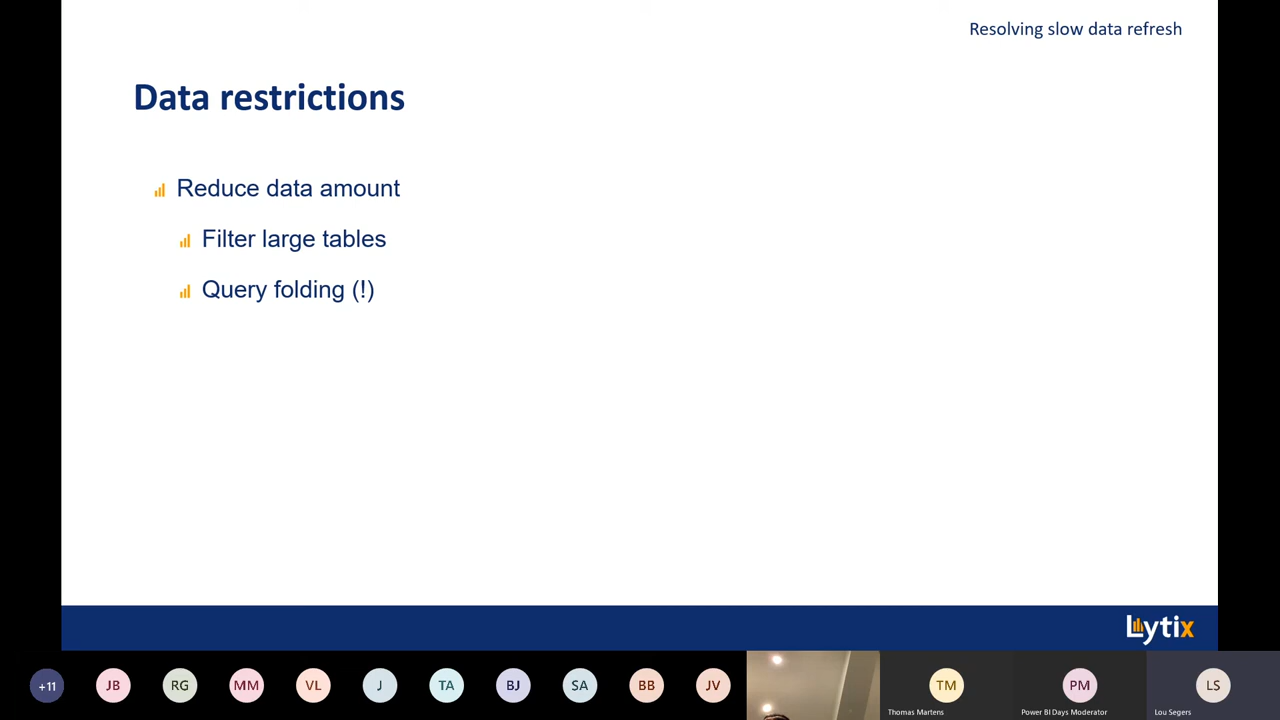 Resolving slow data refresh
Data restrictions
Reduce data amount
Filter large tables
Query folding (!)
Lytix
+11
JB
RG
MM
VL
J
TA
BJ
SA
BB
JV
TM
PM
LS
Thomas Martens
Power BI Days Moderator
Lou Segers